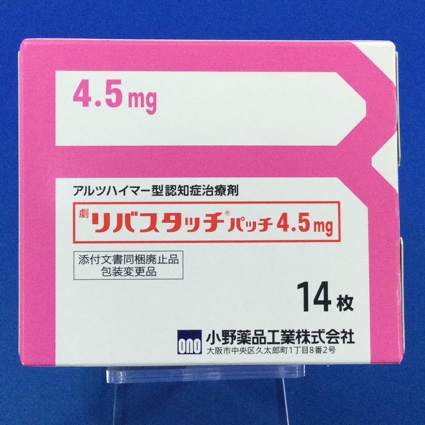 4.5mg
アルツハイマー型認知症治療剤
劇 リバスタッチ®パッチ4.5mg
添付文書同梱廃止品
包装変更品
14枚
ono 小野薬品工業株式会社
大阪市中央区久太郎町1丁目8番2号